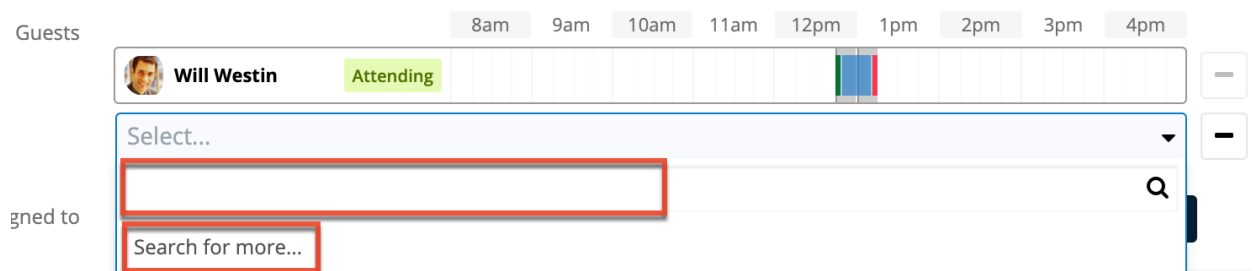 Guests
8am 9am 10am 11am 12pm 1pm 2pm 3pm 4pm
Will Westin Attending
Select...
gned to
Search for more...